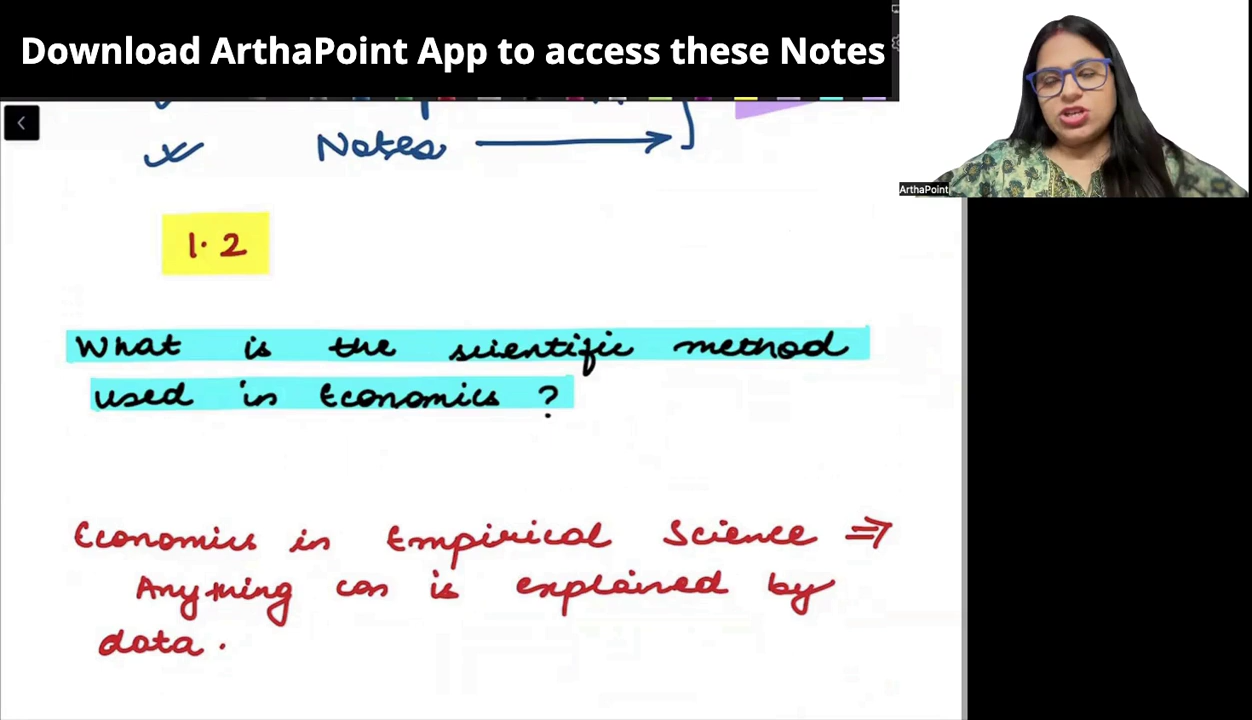 Download ArthaPoint App to access these Notes
Notes
ArthaPoint
1.2
What is the scientific method
used in Economics ?
Economics in Empirical Science ⇒
Anything can is explained by
data.